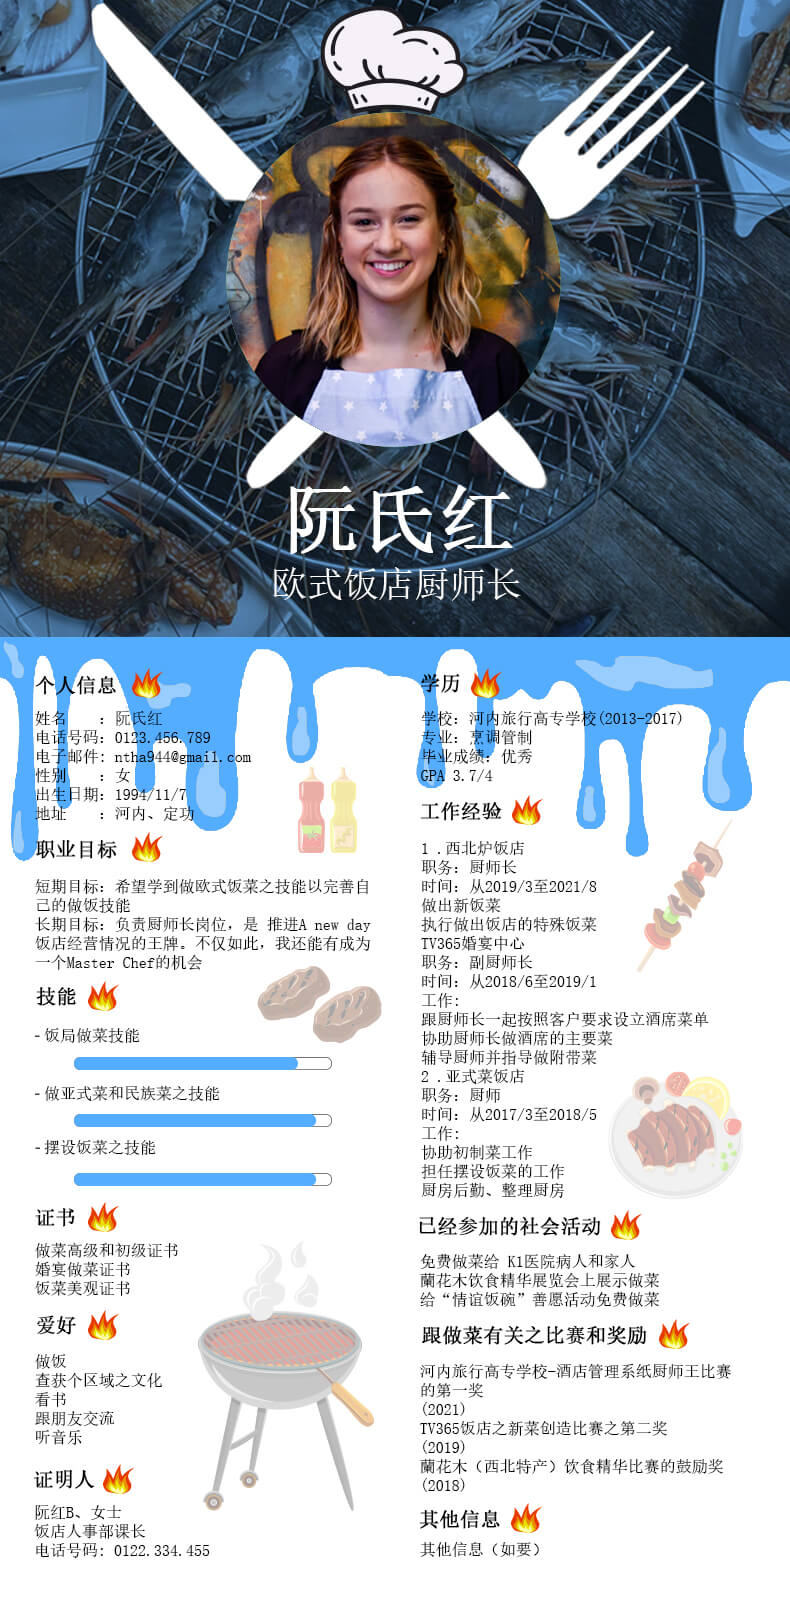 阮氏红
欧式饭店厨师长
个人信息
姓名　　：阮氏红
电话号码：0123.456.789
电子邮件: ntha944@gmail.com
性别　　：女
出生日期：1994/11/7
地址　　：河内、定功
职业目标
短期目标：希望学到做欧式饭菜之技能以完善自
己的做饭技能
长期目标：负责厨师长岗位，是 推进A new day
饭店经营情况的王牌。不仅如此，我还能有成为
一个Master Chef的机会
技能
- 饭局做菜技能
- 做亚式菜和民族菜之技能
- 摆设饭菜之技能
证书
做菜高级和初级证书
婚宴做菜证书
饭菜美观证书
爱好
做饭
查获个区域之文化
看书
跟朋友交流
听音乐
证明人
阮红B、女士
饭店人事部课长
电话号码: 0122.334.455
学历
学校：河内旅行高专学校(2013-2017)
专业：烹调管制
毕业成绩：优秀
GPA 3.7/4
工作经验
1 .西北炉饭店
职务：厨师长
时间：从2019/3至2021/8
做出新饭菜
执行做出饭店的特殊饭菜
TV365婚宴中心
职务：副厨师长
时间：从2018/6至2019/1
工作:
跟厨师长一起按照客户要求设立酒席菜单
协助厨师长做酒席的主要菜
辅导厨师并指导做附带菜
2 .亚式菜饭店
职务：厨师
时间：从2017/3至2018/5
工作:
协助初制菜工作
担任摆设饭菜的工作
厨房后勤、整理厨房
已经参加的社会活动
免费做菜给 K1医院病人和家人
蘭花木饮食精华展览会上展示做菜
给“情谊饭碗”善愿活动免费做菜
跟做菜有关之比赛和奖励
河内旅行高专学校-酒店管理系纸厨师王比赛
的第一奖
(2021)
TV365饭店之新菜创造比赛之第二奖
(2019)
蘭花木（西北特产）饮食精华比赛的鼓励奖
(2018)
其他信息
其他信息（如要）